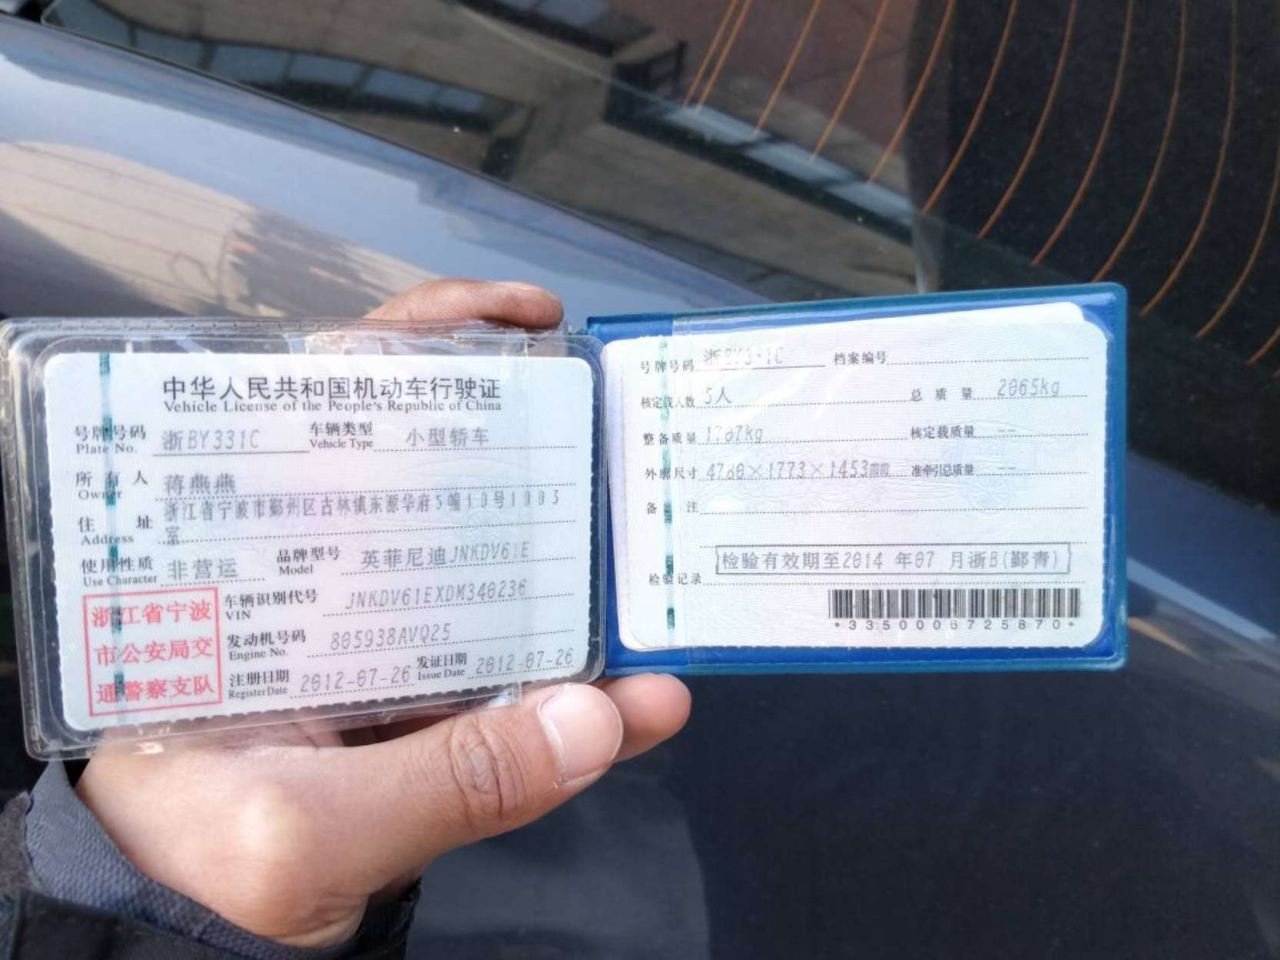 中华人民共和国机动车行驶证
Vehicle License of the People's Republic of China
号牌号码 浙BY331C 车辆类型 小型轿车
Plate No. Vehicle Type
所有人 蒋燕燕
Owner
住址 浙江省宁波市鄞州区古林镇东源华府5幢10号1003
Address 室
使用性质 非营运 品牌型号 英菲尼迪JNKDV61E
Use Character Model
浙江省宁波
市公安局交
通警察支队
车辆识别代号 JNKDV61EXDM340236
VIN
发动机号码 805938AVQ25
Engine No.
注册日期 2012-07-26 发证日期 2012-07-26
Register Date Issue Date
号牌号码 浙BY331C 档案编号
核定载人数 5人 总质量 2065kg
整备质量 kg 核定载质量 --
外廓尺寸 4780×1773×1453mm 准牵引总质量 --
备注
检验有效期至2014 年07 月浙B(鄞青)
检验记录
*3350006725870*